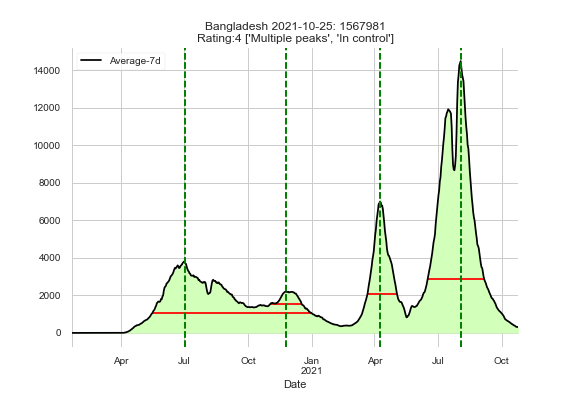 Bangladesh 2021-10-25: 1567981
Rating:4 ['Multiple peaks', 'In control']
Average-7d
14000
12000
10000
8000
6000
4000
2000
0
Apr Jul Oct Jan Apr Jul Oct
2021
Date